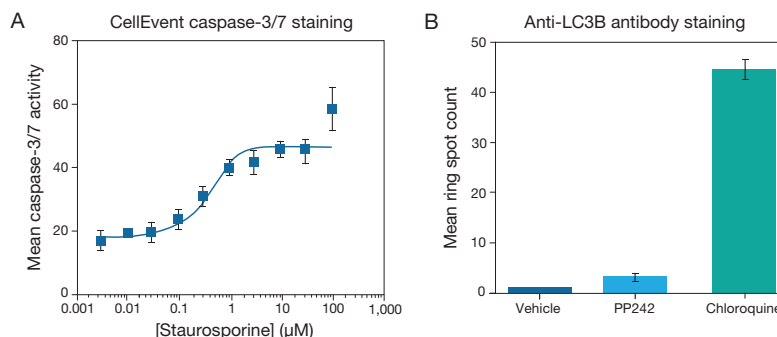 A
CellEvent caspase-3/7 staining
Mean caspase-3/7 activity
80
60
40
20
0
0.001
0.01
0.1
1
10
100
1,000
[Staurosporine] (µM)
B
Anti-LC3B antibody staining
Mean ring spot count
50
40
30
20
10
0
Vehicle
PP242
Chloroquine